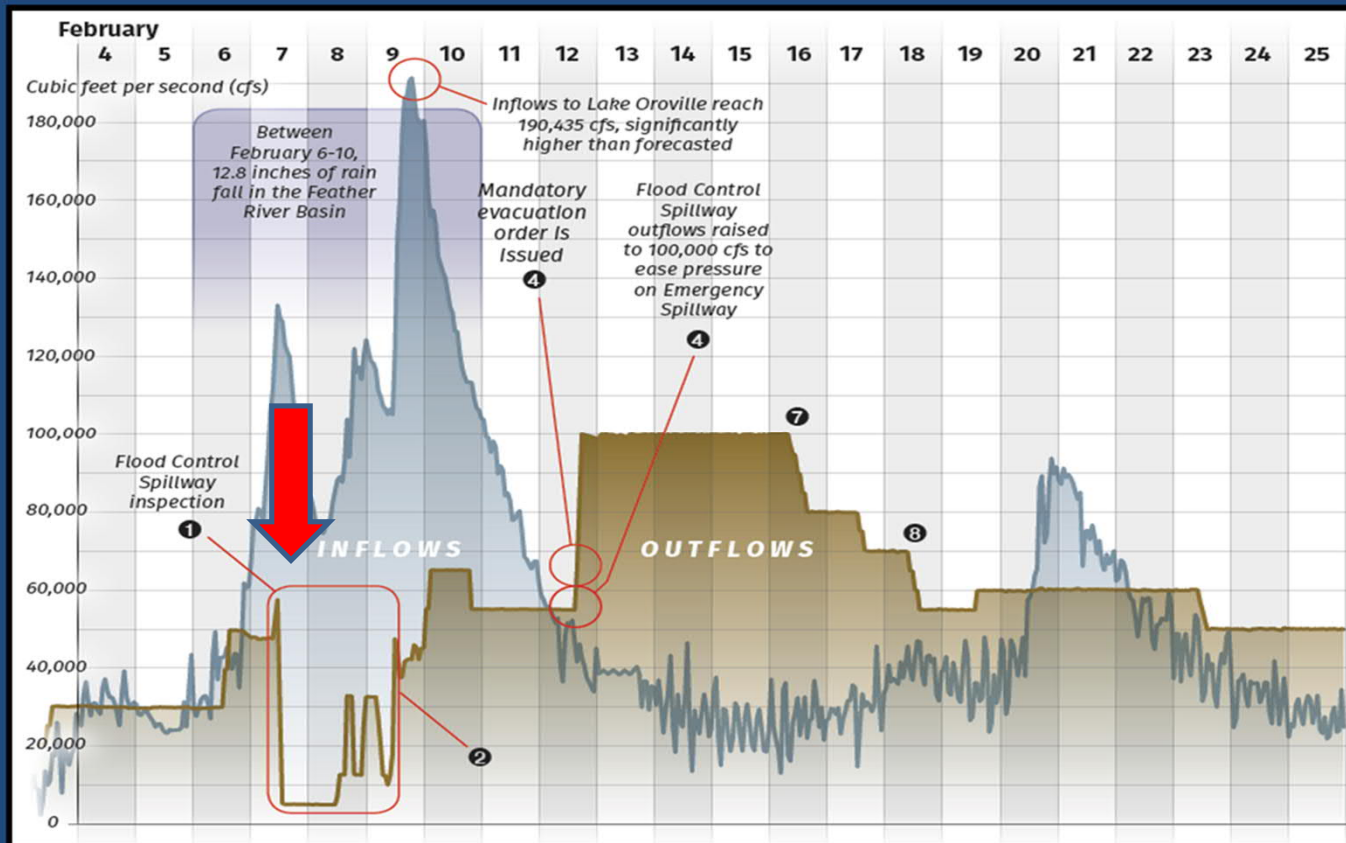 February
4 5 6 7 8 9 10 11 12 13 14 15 16 17 18 19 20 21 22 23 24 25
Cubic feet per second (cfs)
180,000
160,000
140,000
120,000
100,000
80,000
60,000
40,000
20,000
0
Between
February 6-10,
12.8 inches of rain
fall in the Feather
River Basin
Inflows to Lake Oroville reach
190,435 cfs, significantly
higher than forecasted
Mandatory
evacuation
order is
issued
4
Flood Control
Spillway
outflows raised
to 100,000 cfs to
ease pressure
on Emergency
Spillway
4
Flood Control
Spillway
inspection
1
INFLOWS
OUTFLOWS
7
8
2